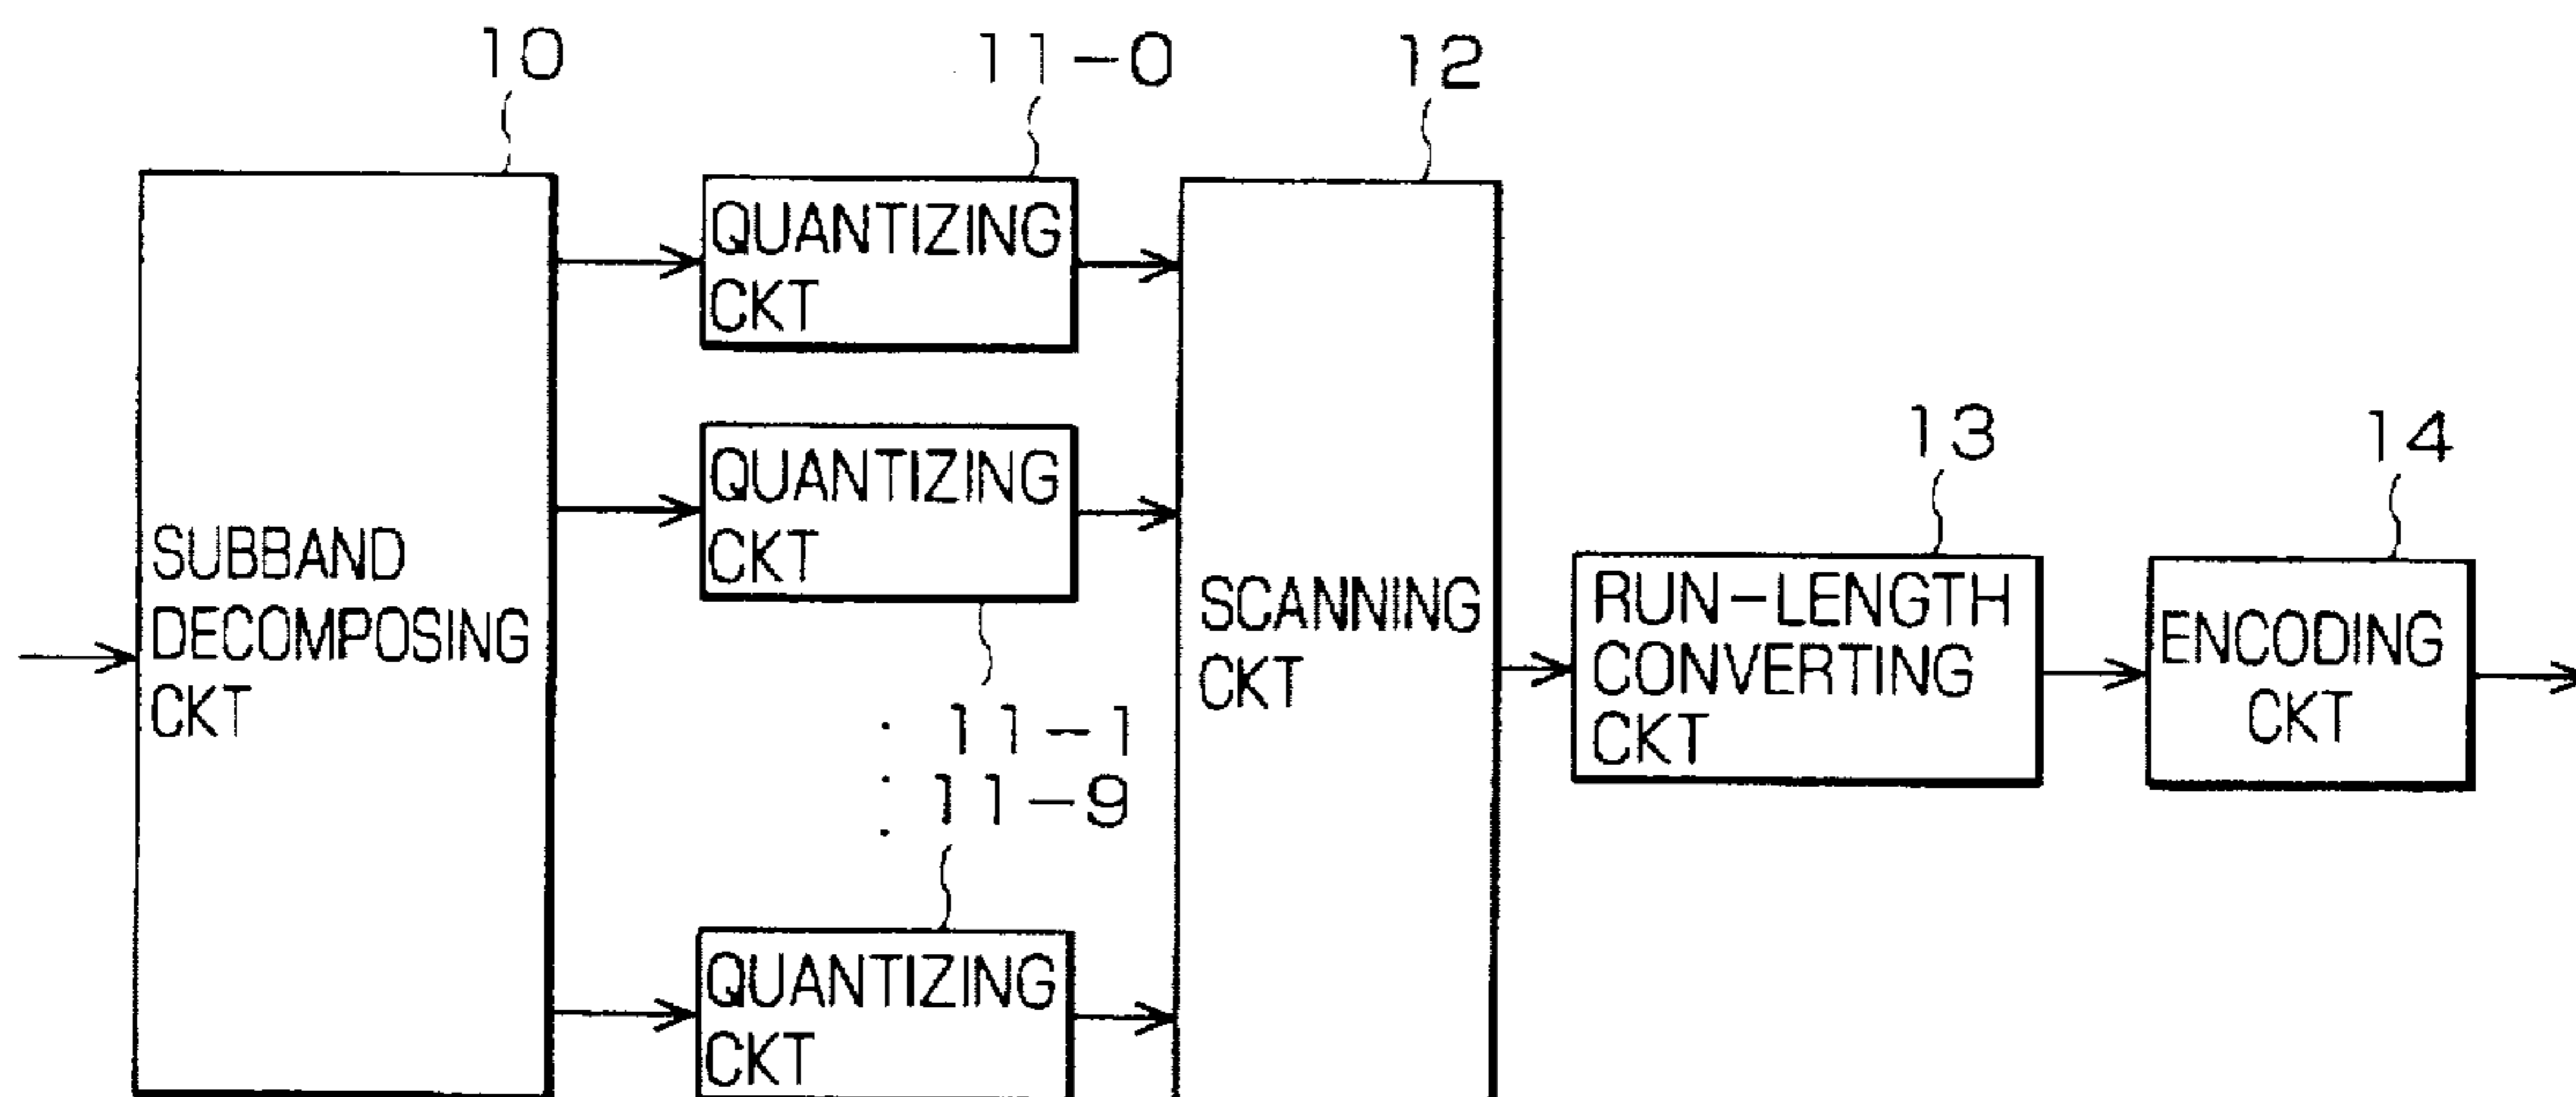 10
11-0
12
QUANTIZING
CKT
QUANTIZING
CKT
11-1
11-9
QUANTIZING
CKT
SUBBAND
DECOMPOSING
CKT
SCANNING
CKT
13
RUN-LENGTH
CONVERTING
CKT
14
ENCODING
CKT